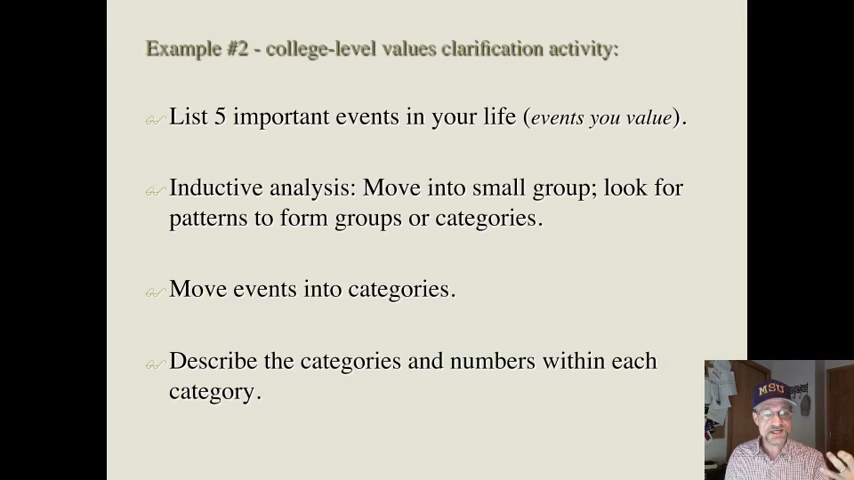 Example #2 - college-level values clarification activity:
List 5 important events in your life (events you value).
Inductive analysis: Move into small group; look for
patterns to form groups or categories.
Move events into categories.
Describe the categories and numbers within each
category.
MSU